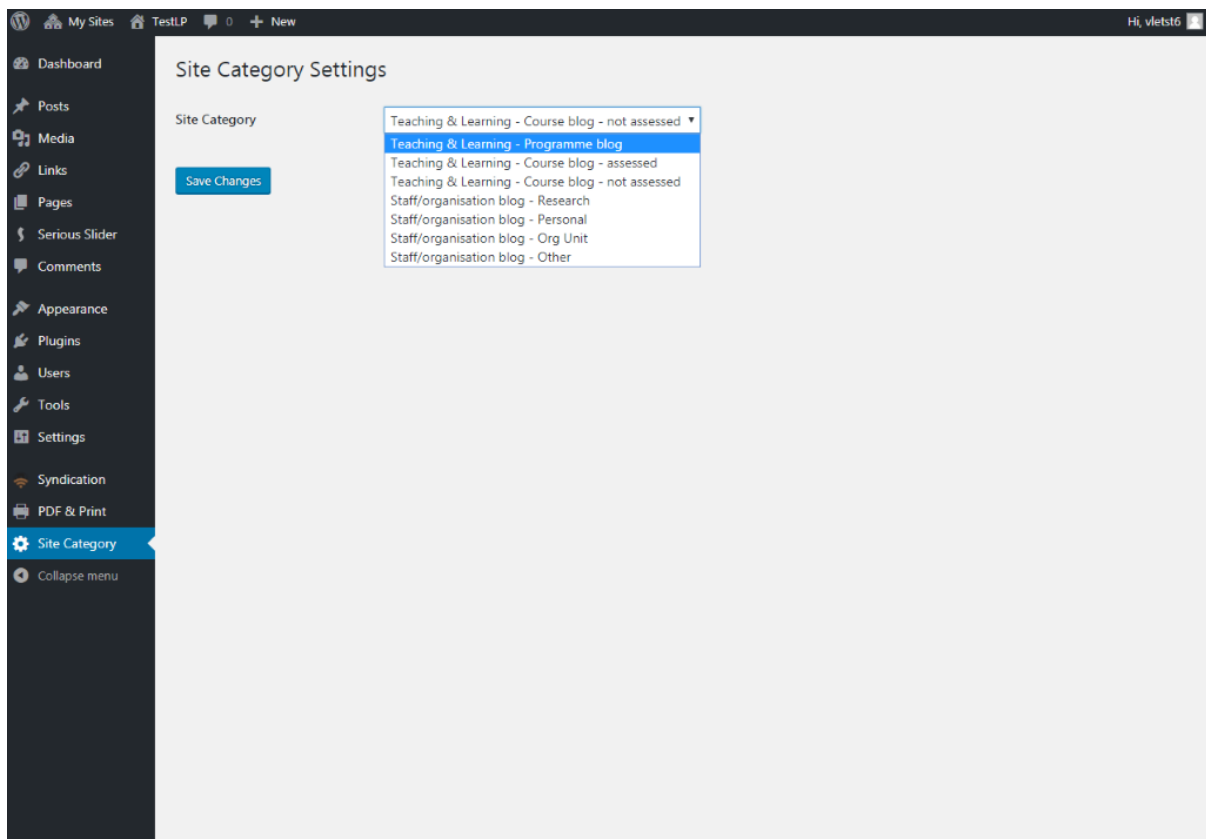 My Sites TestLP 0 New Hi, vletst6
Dashboard
Posts
Media
Links
Pages
Serious Slider
Comments
Appearance
Plugins
Users
Tools
Settings
Syndication
PDF & Print
Site Category
Collapse menu
Site Category Settings
Site Category
Teaching & Learning - Course blog - not assessed
Teaching & Learning - Programme blog
Teaching & Learning - Course blog - assessed
Teaching & Learning - Course blog - not assessed
Staff/organisation blog - Research
Staff/organisation blog - Personal
Staff/organisation blog - Org Unit
Staff/organisation blog - Other
Save Changes